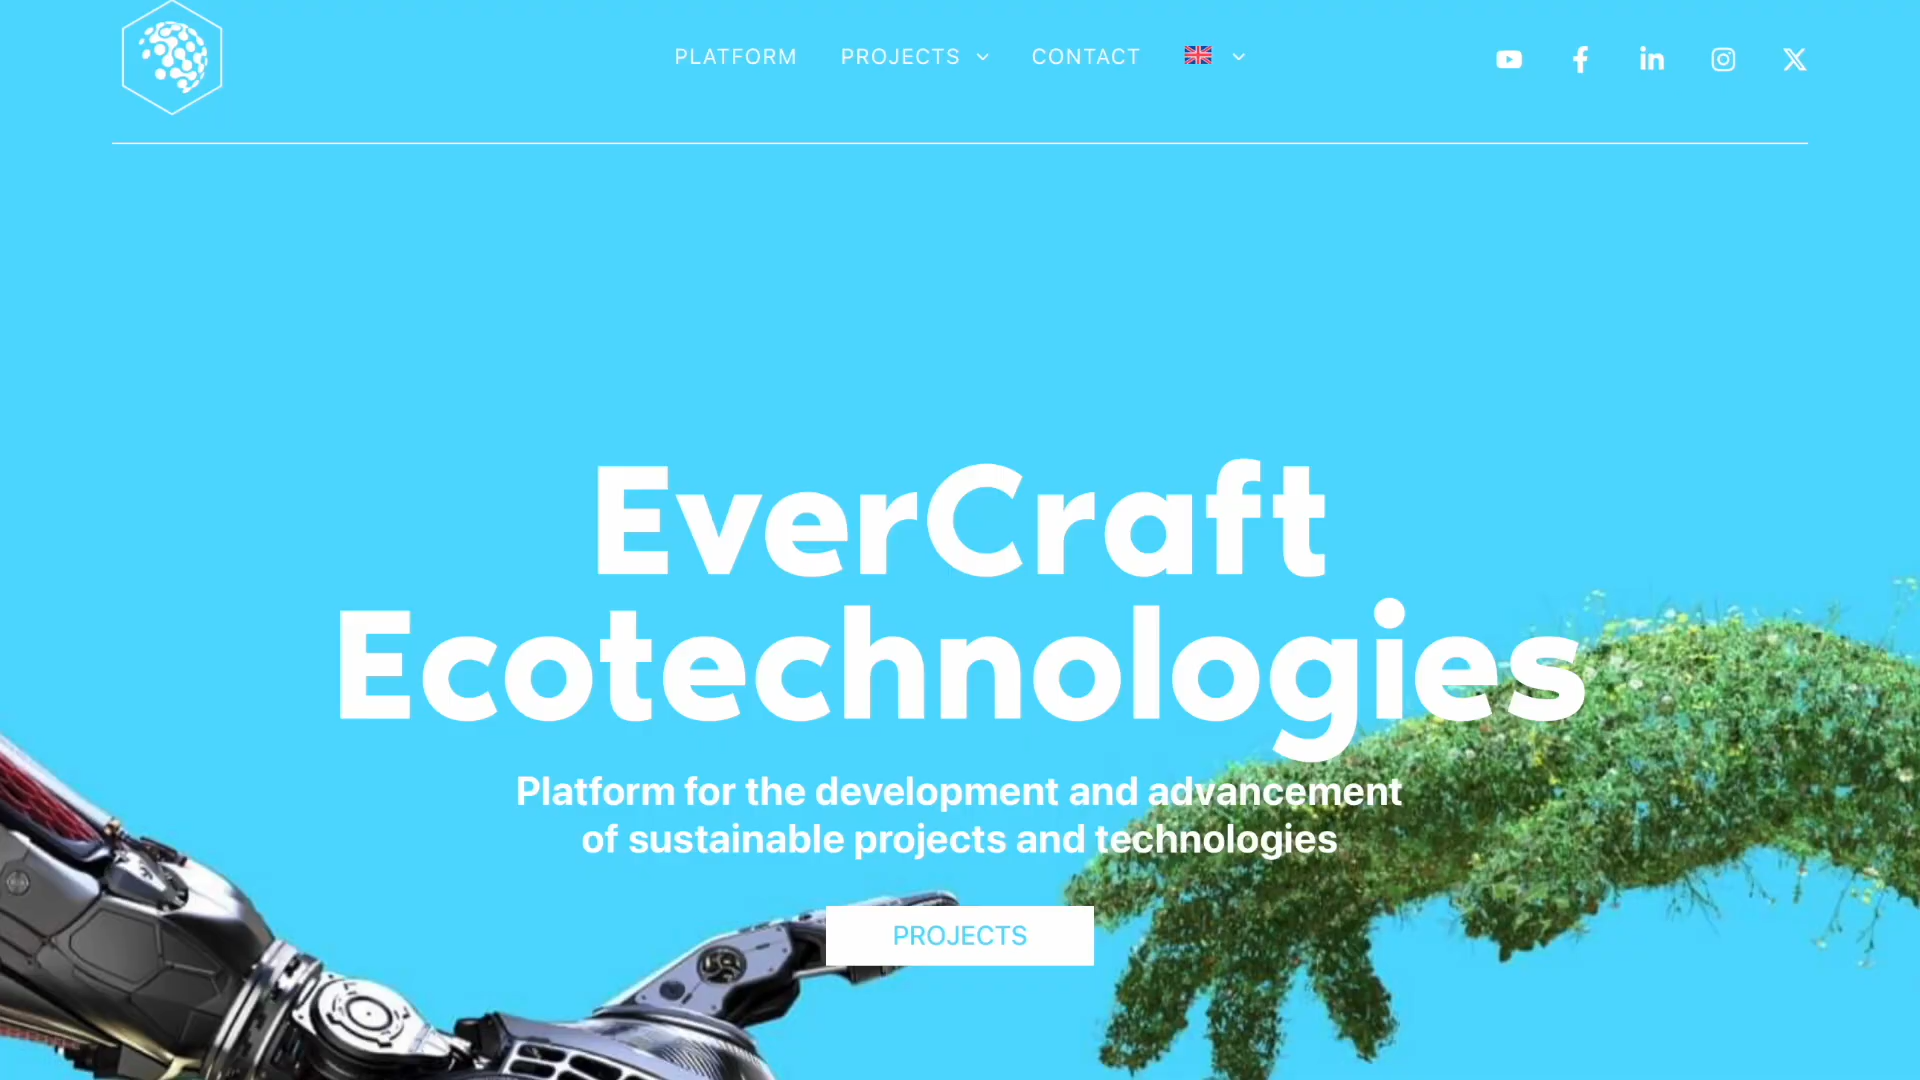 PLATFORM PROJECTS CONTACT
EverCraft
Ecotechnologies
Platform for the development and advancement
of sustainable projects and technologies
PROJECTS